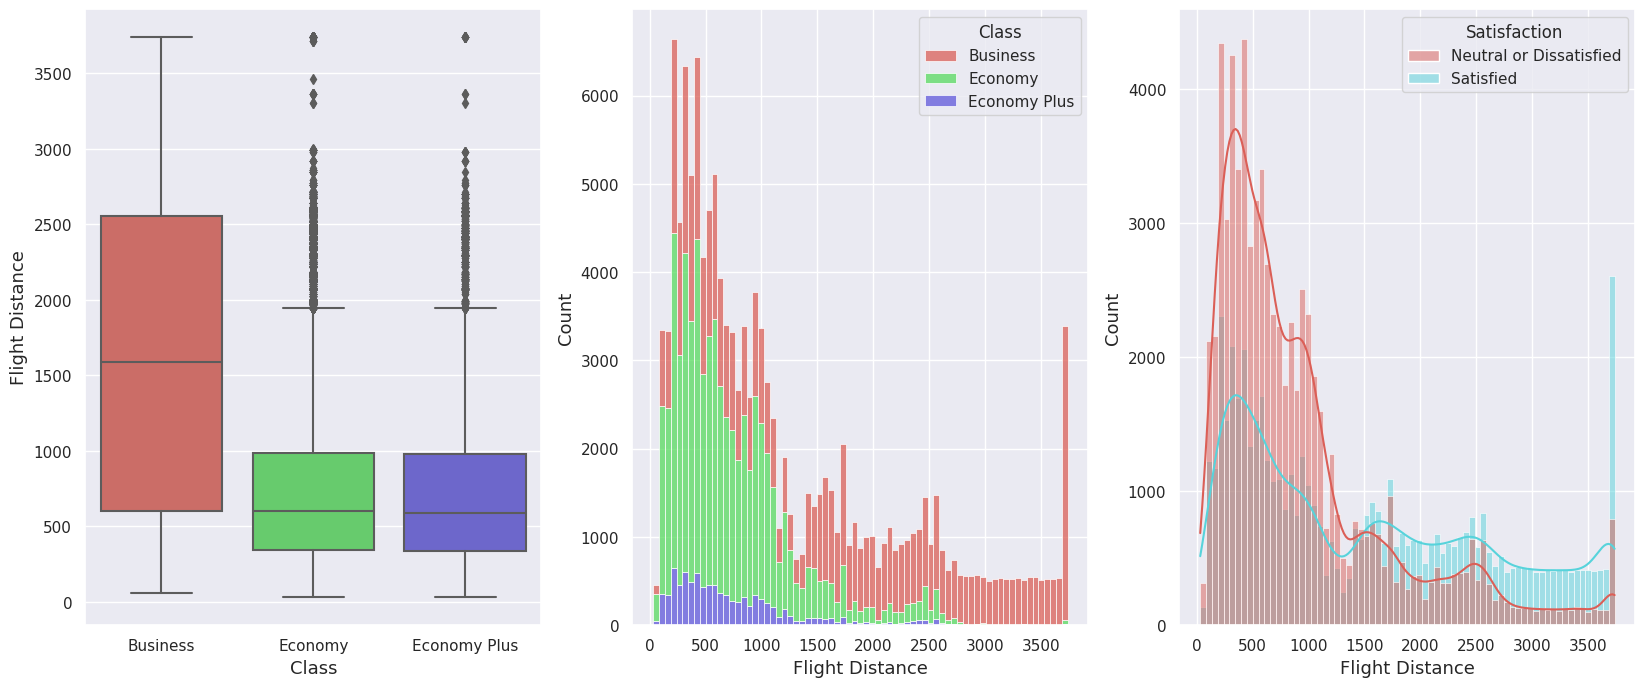 Flight Distance
3500
3000
2500
2000
1500
1000
500
0
Business
Economy
Economy Plus
Class
Count
6000
5000
4000
3000
2000
1000
0
Class
Business
Economy
Economy Plus
0
500
1000
1500
2000
2500
3000
3500
Flight Distance
Count
4000
3000
2000
1000
0
Satisfaction
Neutral or Dissatisfied
Satisfied
0
500
1000
1500
2000
2500
3000
3500
Flight Distance